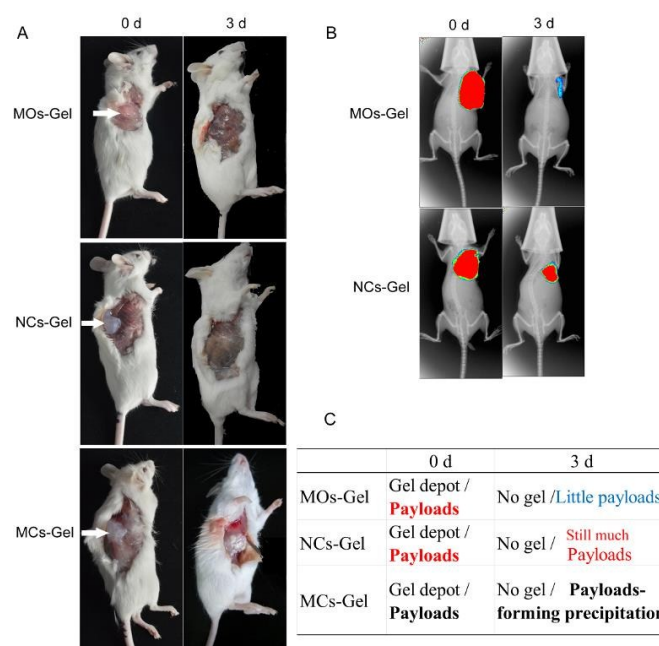 A
0 d
3 d
MOs-Gel
NCs-Gel
MCs-Gel
B
0 d
3 d
MOs-Gel
NCs-Gel
C
0 d
3 d
MOs-Gel
Gel depot /
Payloads
No gel /Little payloads
NCs-Gel
Gel depot /
Payloads
No gel / Still much
Payloads
MCs-Gel
Gel depot /
Payloads
No gel / Payloads-
forming precipitation